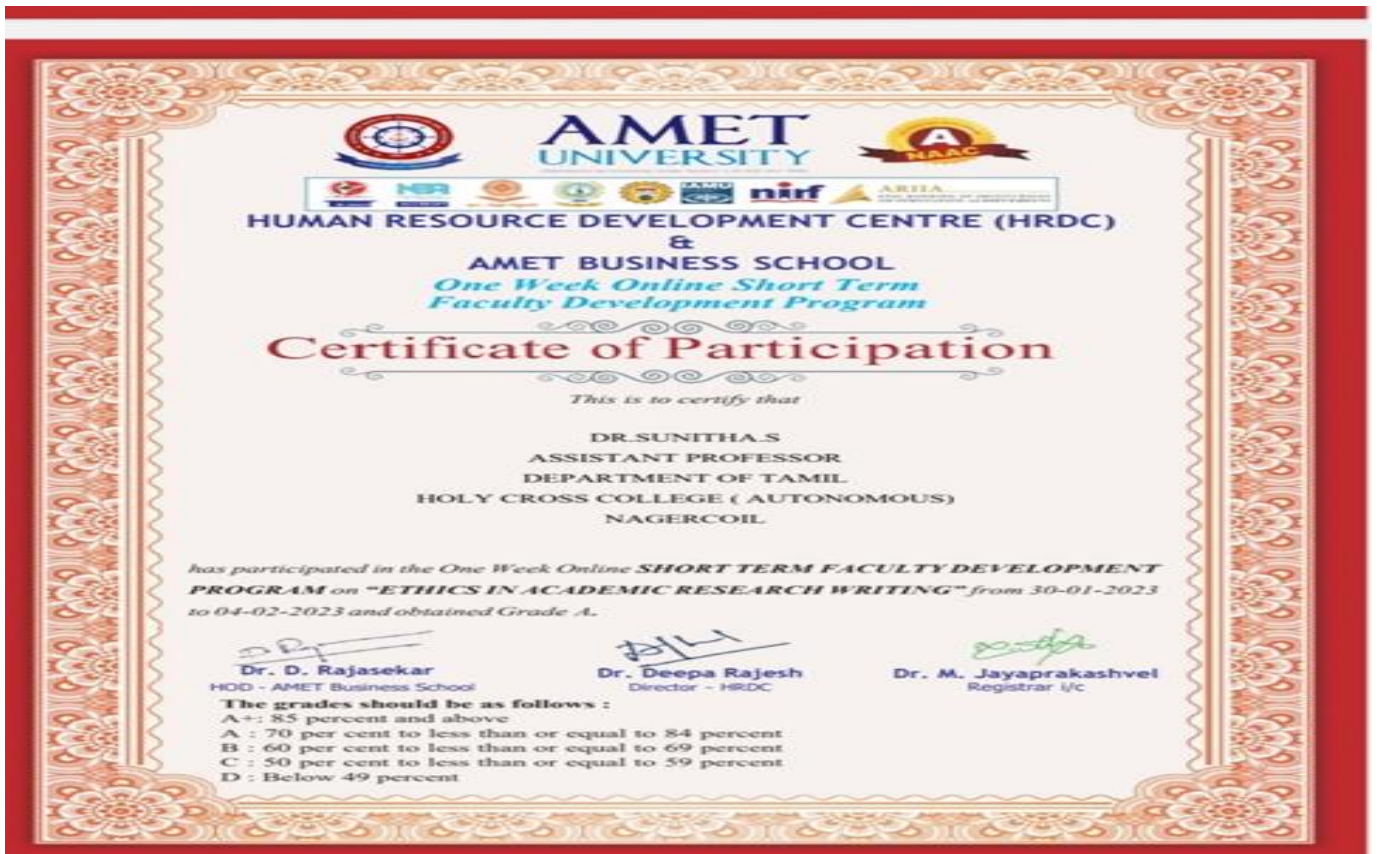 AMET
UNIVERSITY
A
NAAC
nirf
ARIIA
HUMAN RESOURCE DEVELOPMENT CENTRE (HRDC)
&
AMET BUSINESS SCHOOL
One Week Online Short Term
Faculty Development Program
Certificate of Participation
This is to certify that
DR.SUNITHA.S
ASSISTANT PROFESSOR
DEPARTMENT OF TAMIL
HOLY CROSS COLLEGE ( AUTONOMOUS)
NAGERCOIL
has participated in the One Week Online SHORT TERM FACULTY DEVELOPMENT
PROGRAM on "ETHICS IN ACADEMIC RESEARCH WRITING" from 30-01-2023
to 04-02-2023 and obtained Grade A.
Dr. D. Rajasekar
HOD - AMET Business School
Dr. Deepa Rajesh
Director - HRDC
Dr. M. Jayaprakashvel
Registrar i/c
The grades should be as follows :
A+: 85 percent and above
A : 70 per cent to less than or equal to 84 percent
B : 60 per cent to less than or equal to 69 percent
C : 50 per cent to less than or equal to 59 percent
D : Below 49 percent